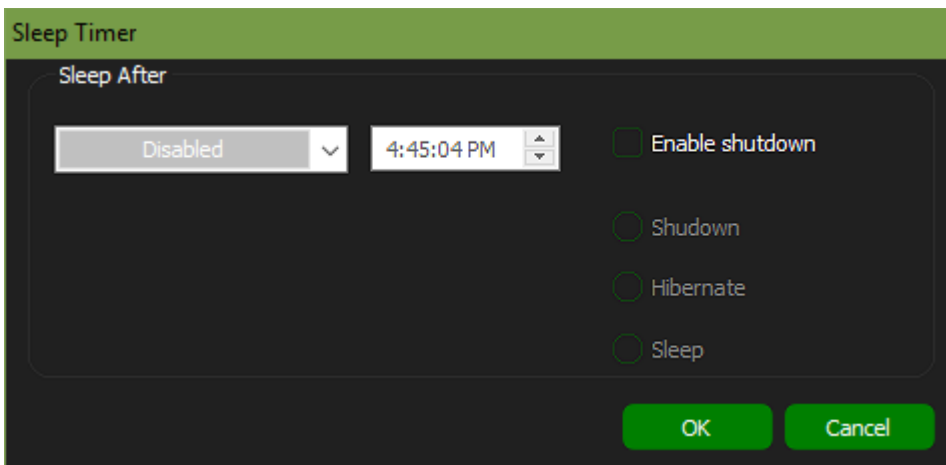 Sleep Timer
Sleep After
Disabled
4:45:04 PM
Enable shutdown
Shudown
Hibernate
Sleep
OK
Cancel